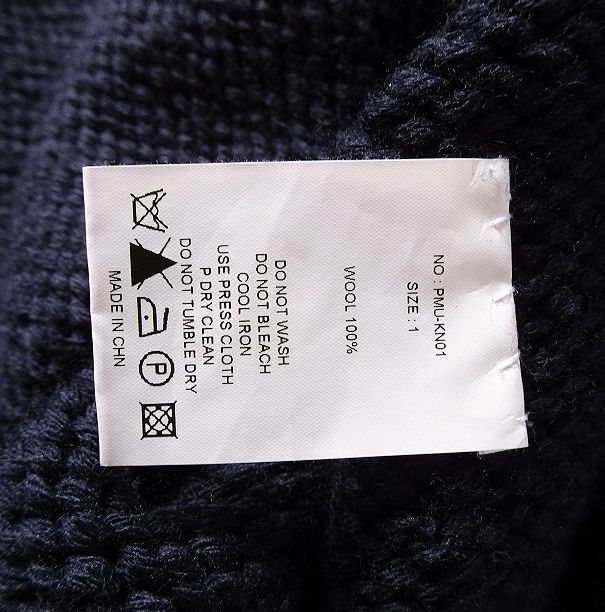 NO : PMU-KN01
SIZE : 1
WOOL 100%
DO NOT WASH
DO NOT BLEACH
COOL IRON
USE PRESS CLOTH
P DRY CLEAN
DO NOT TUMBLE DRY
P
MADE IN CHN